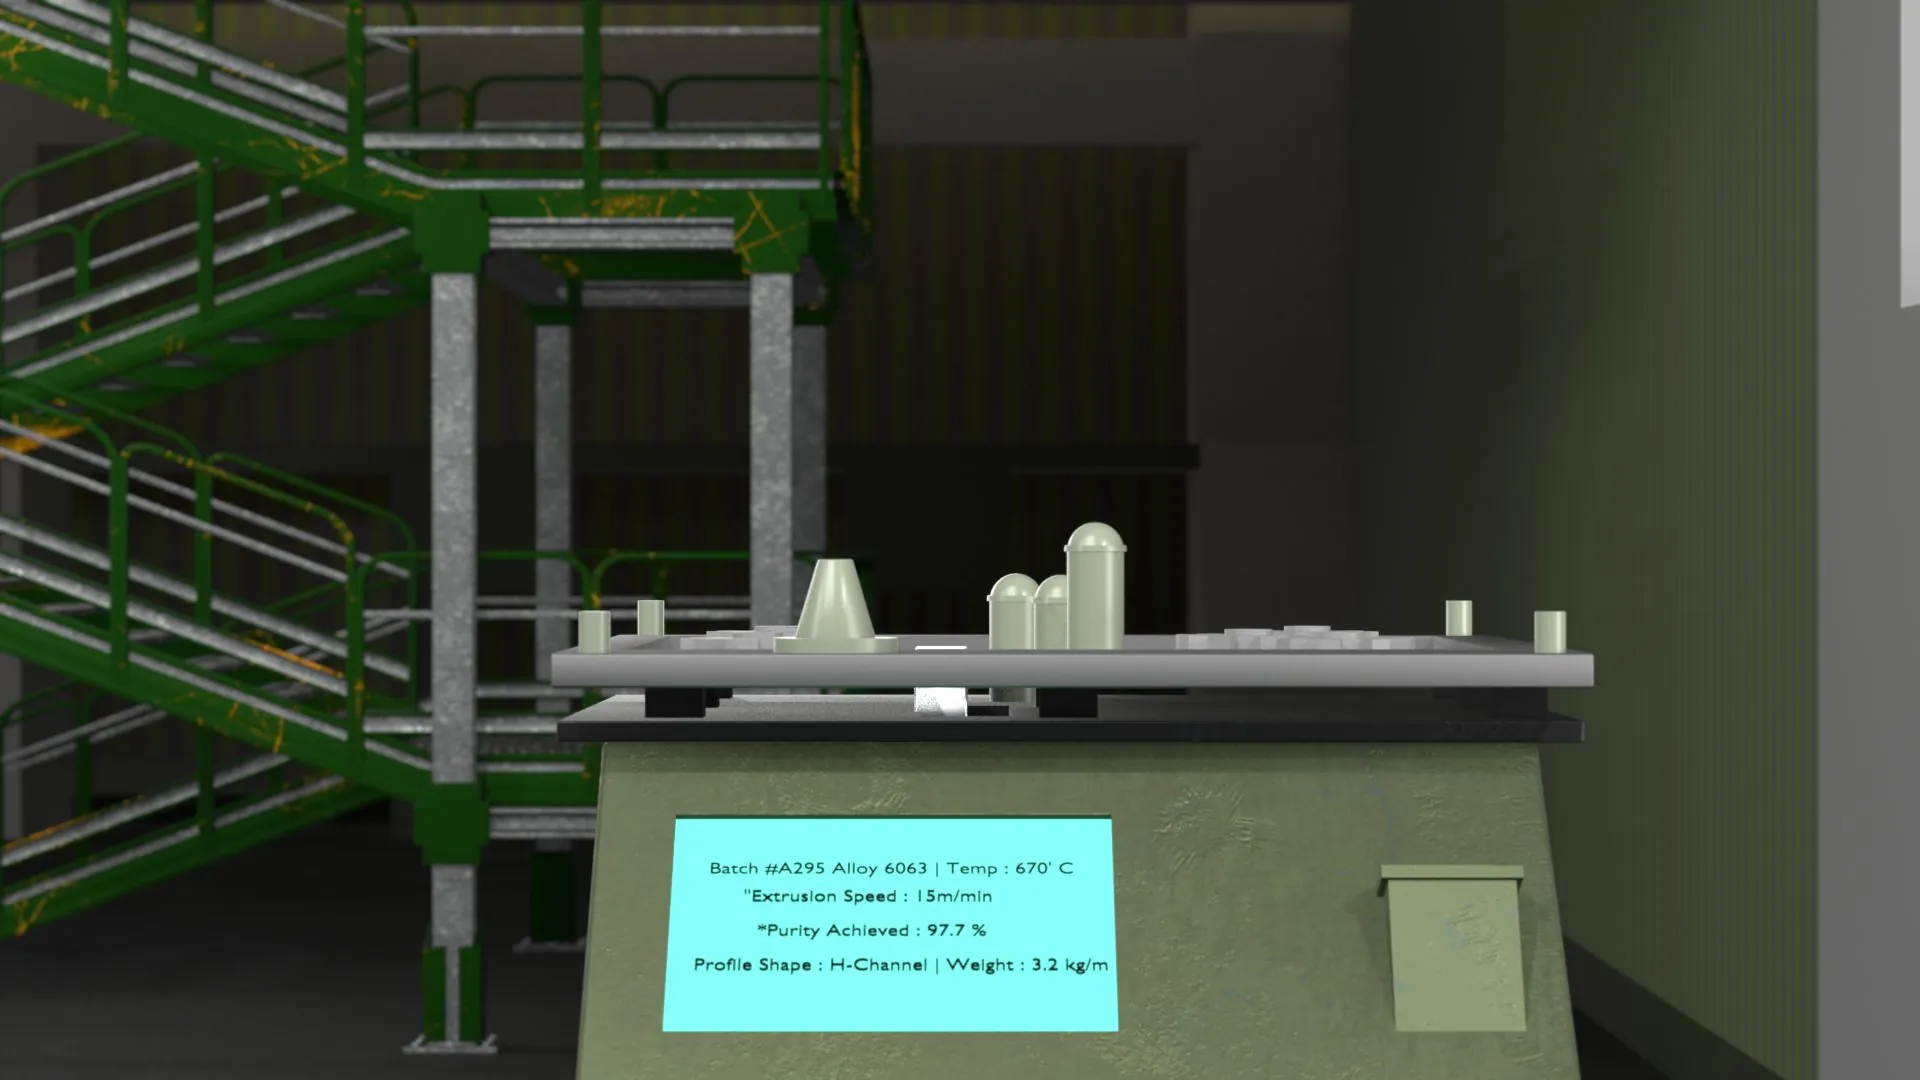 Batch #A295 Alloy 6063 | Temp : 670' C
"Extrusion Speed : 15m/min
*Purity Achieved : 97.7 %
Profile Shape : H-Channel | Weight : 3.2 kg/m